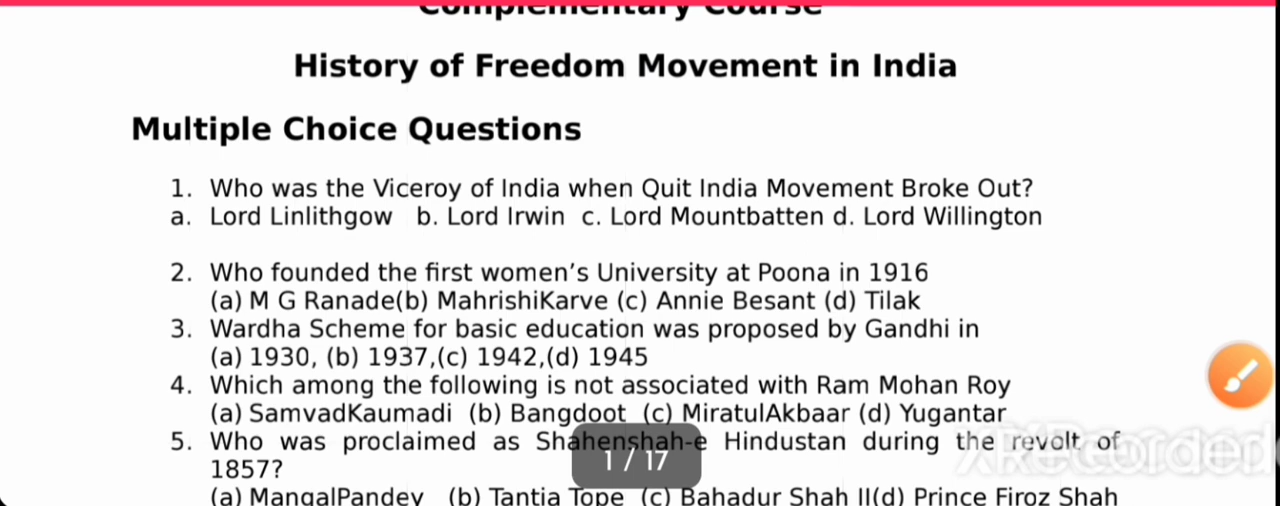 Complementary Course
History of Freedom Movement in India
Multiple Choice Questions
1. Who was the Viceroy of India when Quit India Movement Broke Out?
a. Lord Linlithgow b. Lord Irwin c. Lord Mountbatten d. Lord Willington
2. Who founded the first women's University at Poona in 1916
(a) M G Ranade(b) MahrishiKarve (c) Annie Besant (d) Tilak
3. Wardha Scheme for basic education was proposed by Gandhi in
(a) 1930, (b) 1937,(c) 1942,(d) 1945
4. Which among the following is not associated with Ram Mohan Roy
(a) SamvadKaumadi (b) Bangdoot (c) MiratulAkbaar (d) Yugantar
5. Who was proclaimed as Shahenshah-e Hindustan during the revolt of
1857?
1 / 17
XRecorder
(a) MangalPandey (b) Tantia Tope (c) Bahadur Shah II(d) Prince Firoz Shah